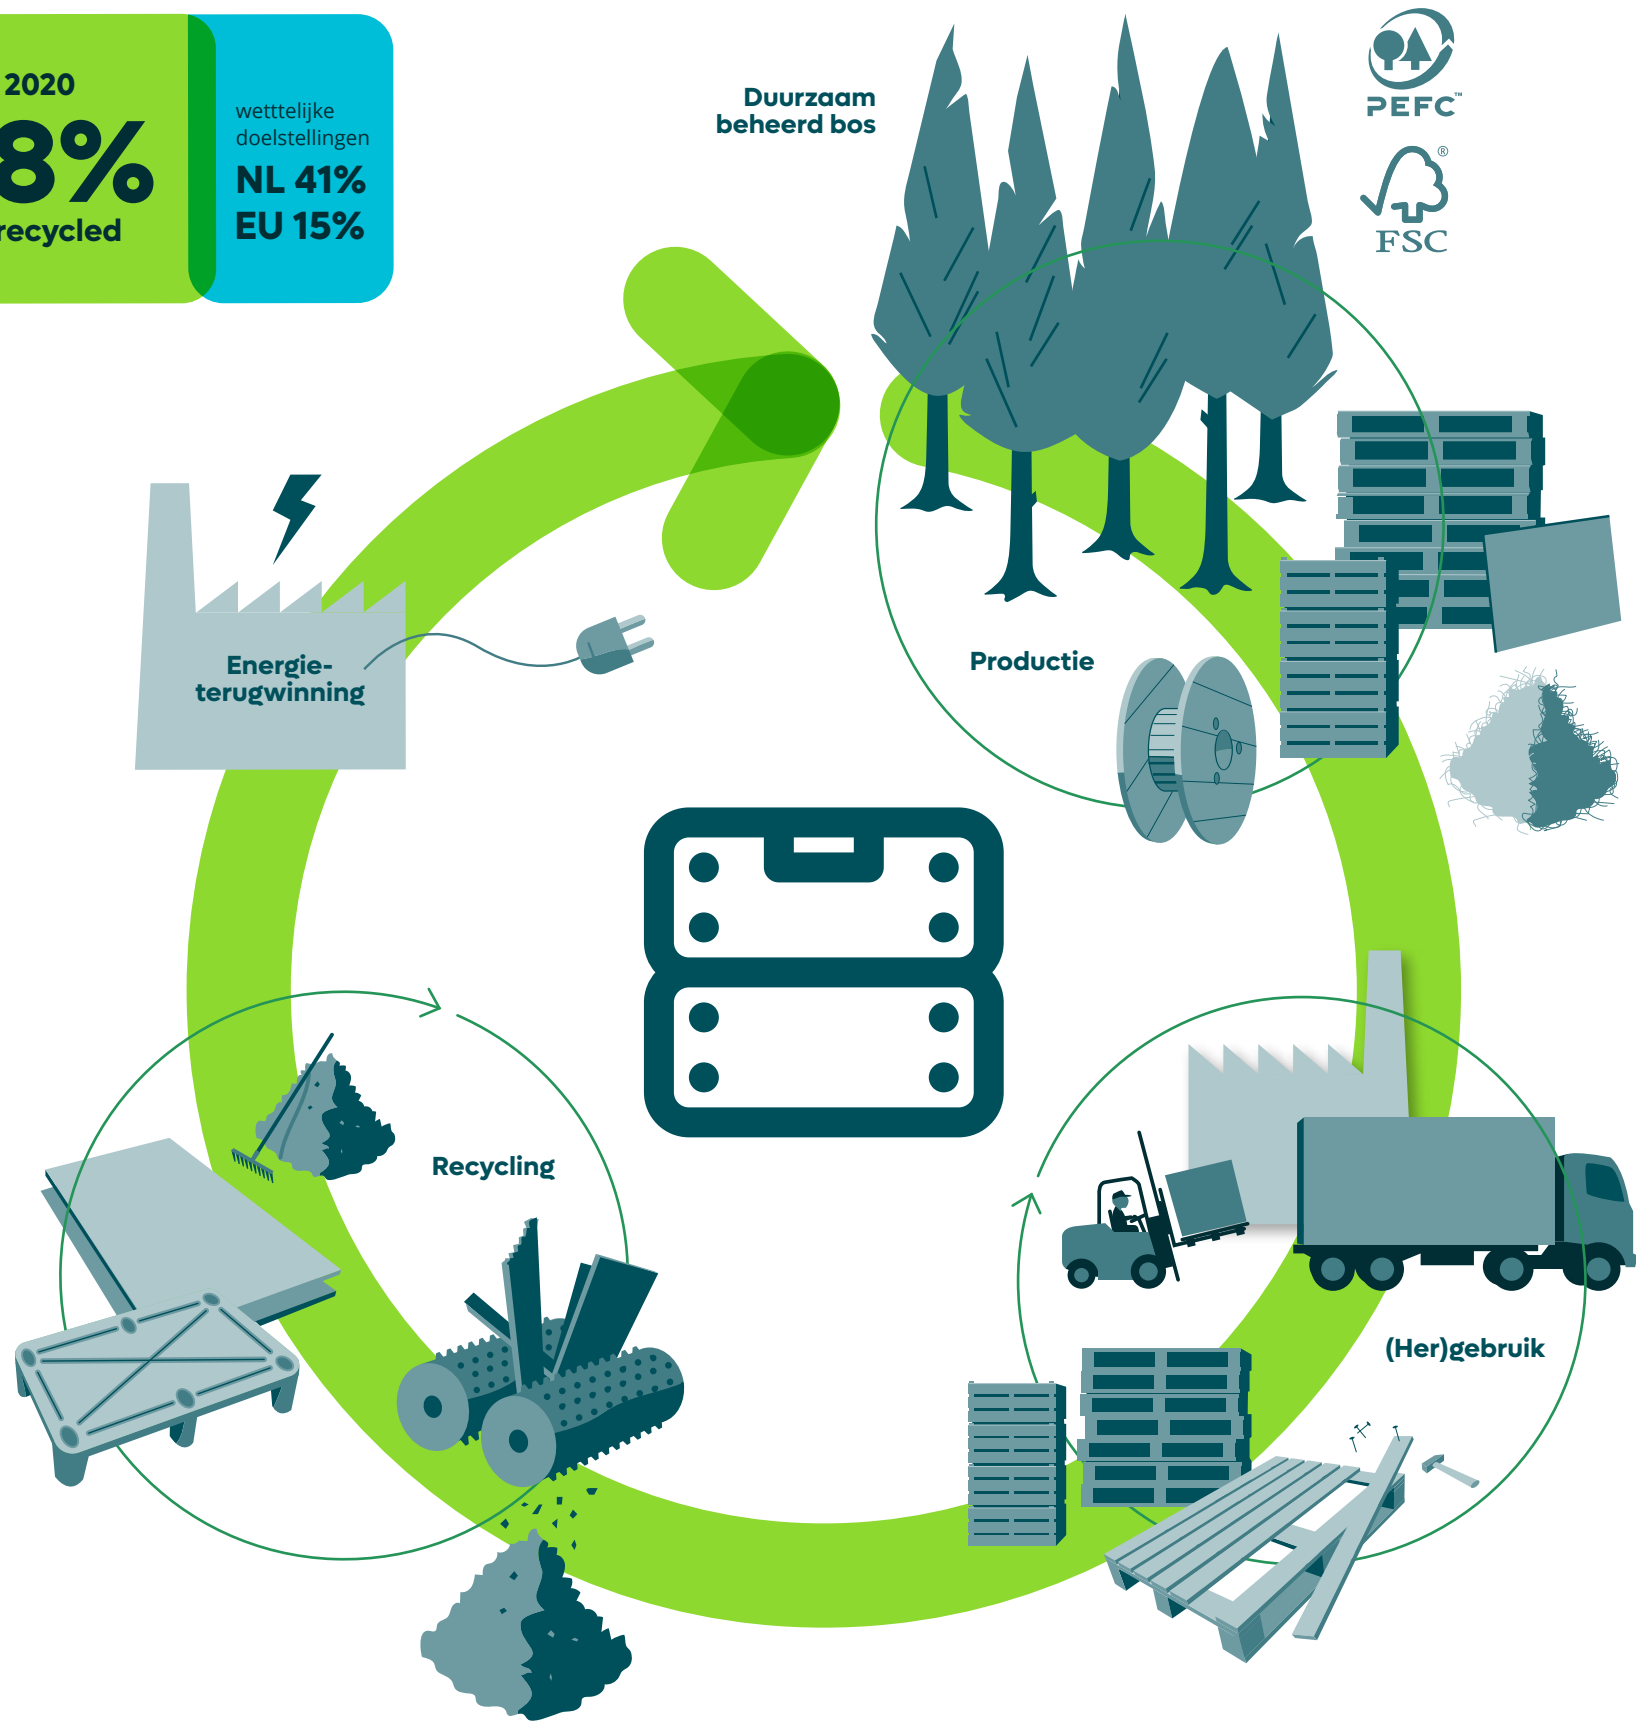 2020
8%
recycled
wetttelijke
doelstellingen
NL 41%
EU 15%
Duurzaam
beheerd bos
PEFC™
®
FSC
Energie-
terugwinning
Productie
Recycling
(Her)gebruik